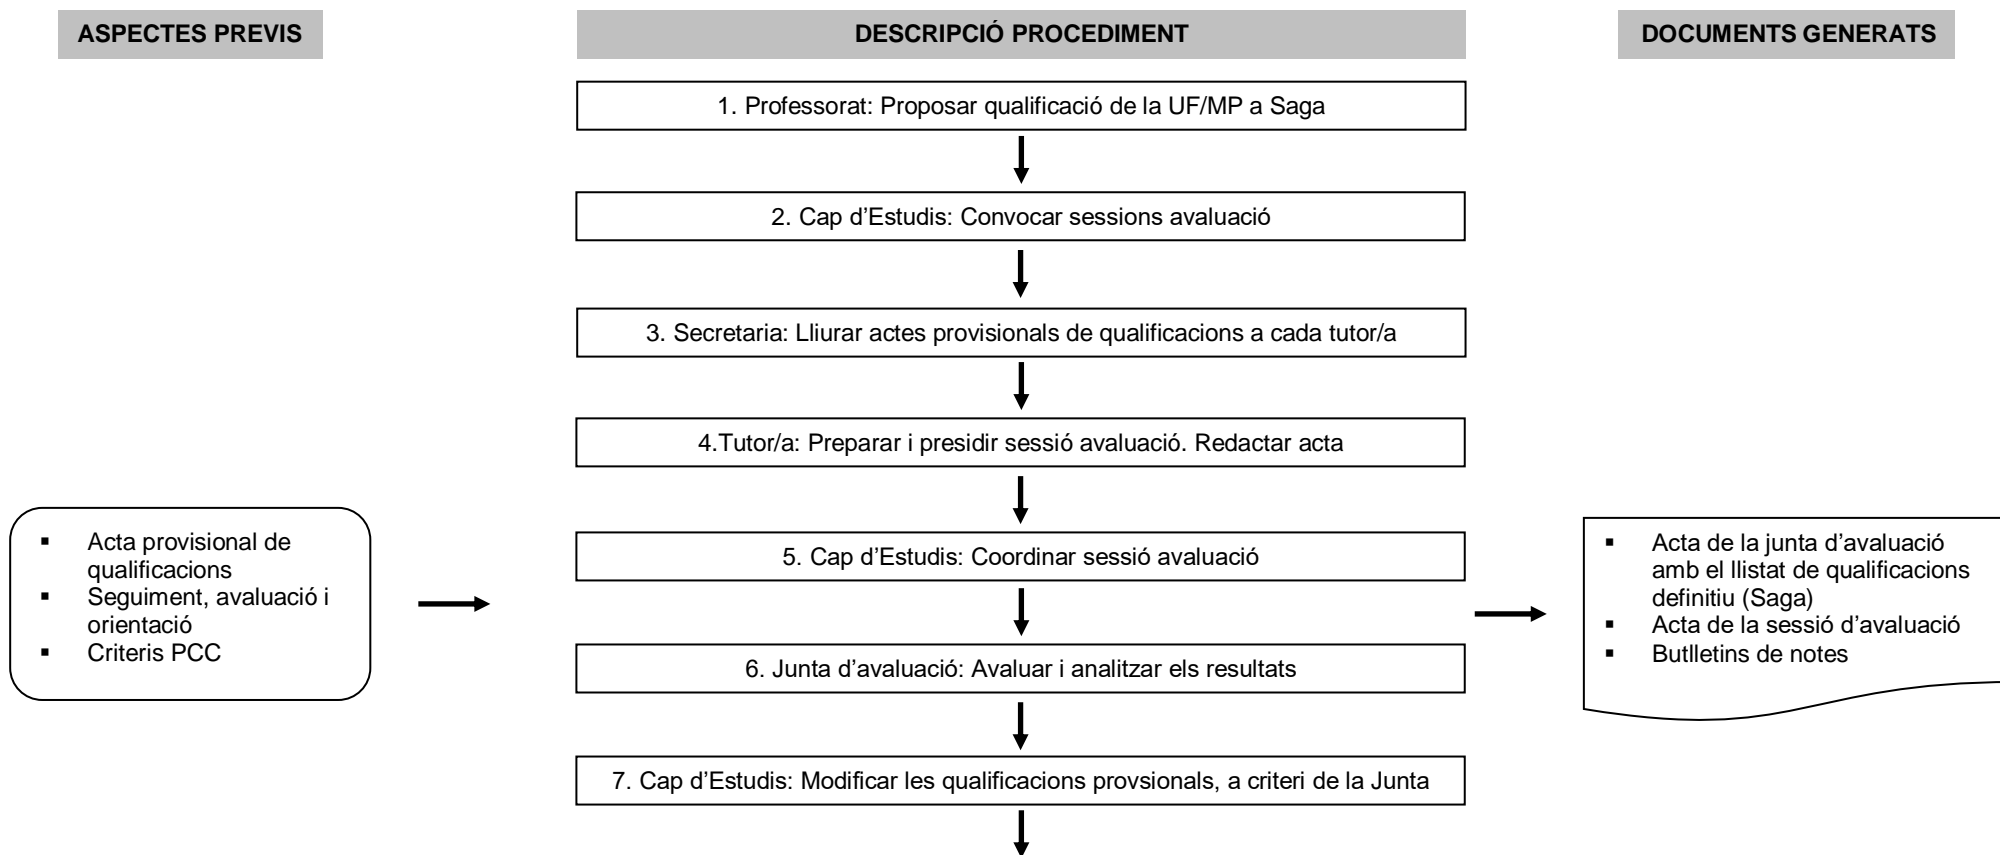 ASPECTES PREVIS
DESCRIPCIÓ PROCEDIMENT
DOCUMENTS GENERATS
1. Professorat: Proposar qualificació de la UF/MP a Saga
2. Cap d’Estudis: Convocar sessions avaluació
3. Secretaria: Lliurar actes provisionals de qualificacions a cada tutor/a
4.Tutor/a: Preparar i presidir sessió avaluació. Redactar acta
▪ Acta provisional de
qualificacions
▪ Seguiment, avaluació i
orientació
▪ Criteris PCC
5. Cap d’Estudis: Coordinar sessió avaluació
6. Junta d’avaluació: Avaluar i analitzar els resultats
7. Cap d’Estudis: Modificar les qualificacions provsionals, a criteri de la Junta
▪ Acta de la junta d’avaluació
amb el llistat de qualificacions
definitiu (Saga)
▪ Acta de la sessió d’avaluació
▪ Butlletins de notes